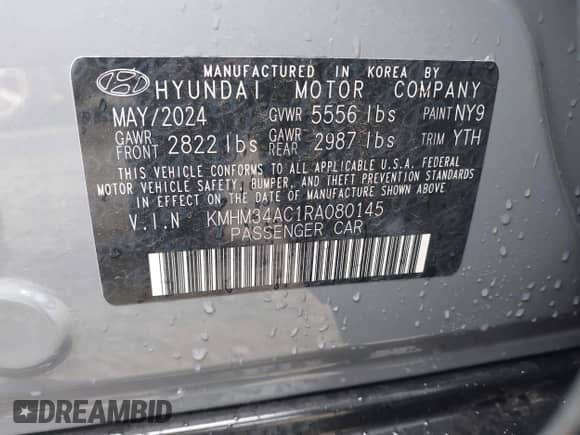 MANUFACTURED IN KOREA BY
HYUNDAI MOTOR COMPANY
MAY/2024 GVWR 5556 lbs PAINT NY9
GAWR FRONT 2822 lbs GAWR REAR 2987 lbs TRIM YTH
THIS VEHICLE CONFORMS TO ALL APPLICABLE U.S.A. FEDERAL
MOTOR VEHICLE SAFETY, BUMPER, AND THEFT PREVENTION STANDARDS
IN EFFECT ON THE DATE OF MANUFACTURE SHOWN ABOVE.
V.I.N KMHM34AC1RA080145
PASSENGER CAR
DREAMBID